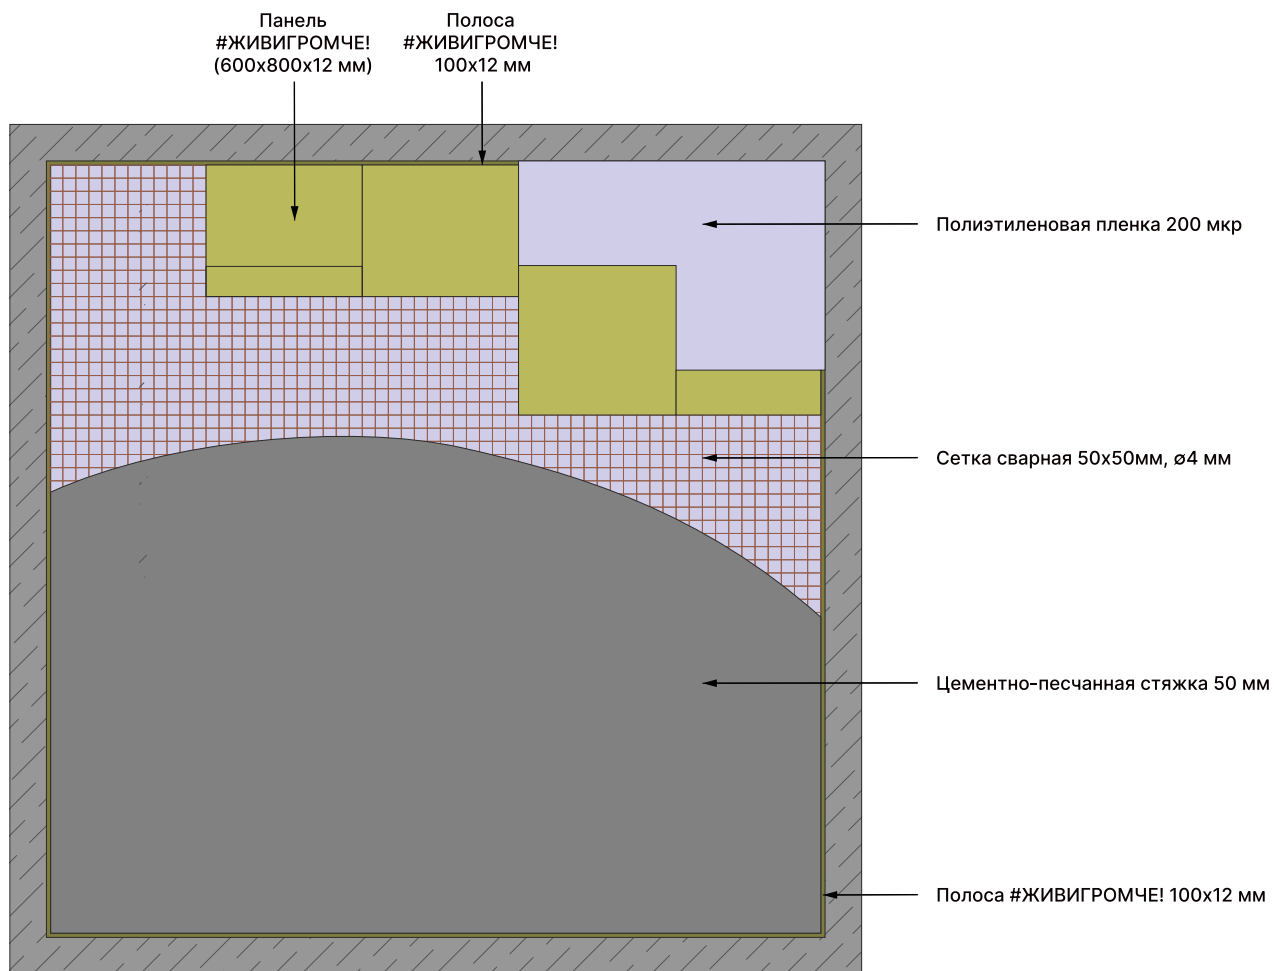 Панель
#ЖИВИГРОМЧЕ!
(600х800х12 мм)
Полоса
#ЖИВИГРОМЧЕ!
100х12 мм
Полиэтиленовая пленка 200 мкр
Сетка сварная 50х50мм, ø4 мм
Цементно-песчанная стяжка 50 мм
Полоса #ЖИВИГРОМЧЕ! 100х12 мм